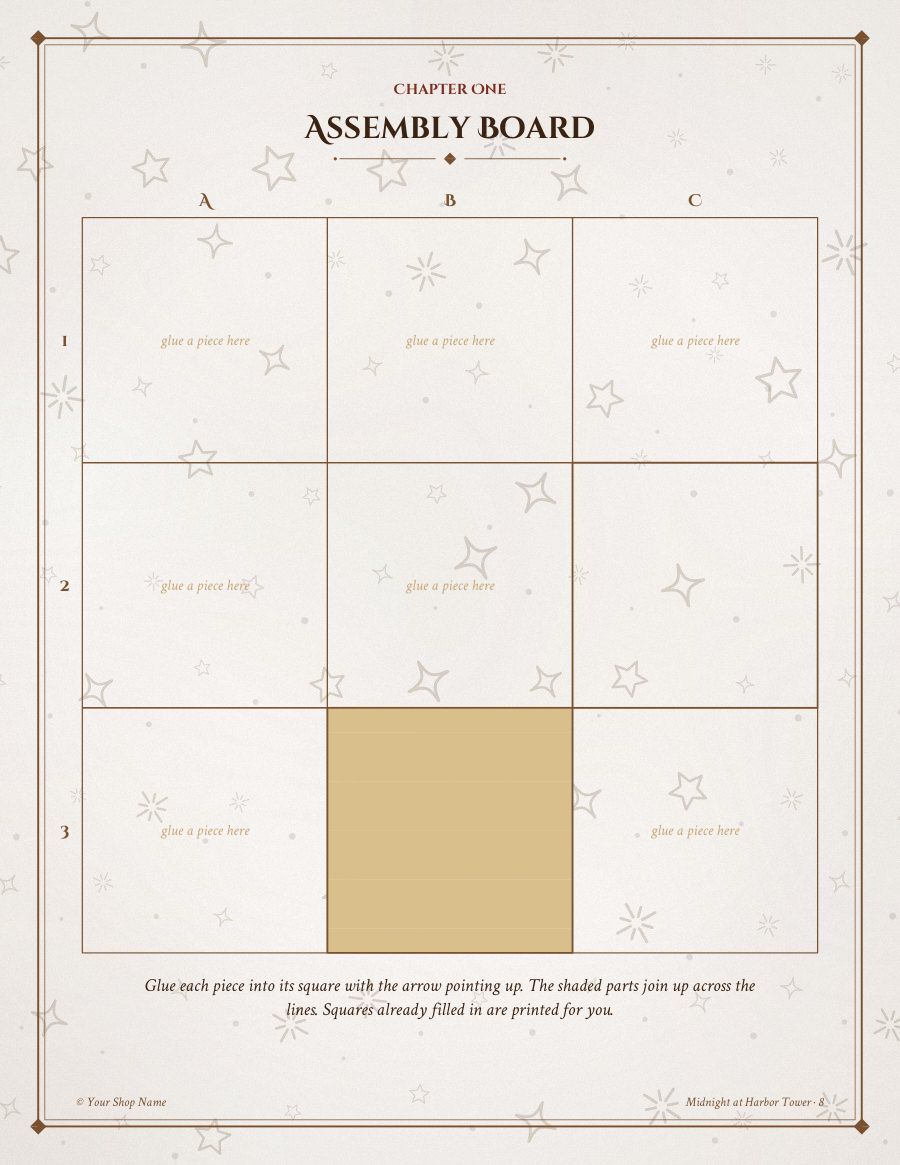 CHAPTER ONE
ASSEMBLY BOARD
A B C
1
glue a piece here glue a piece here glue a piece here
2
glue a piece here glue a piece here
3
glue a piece here glue a piece here
Glue each piece into its square with the arrow pointing up. The shaded parts join up across the
lines. Squares already filled in are printed for you.
© Your Shop Name
Midnight at Harbor Tower · 8